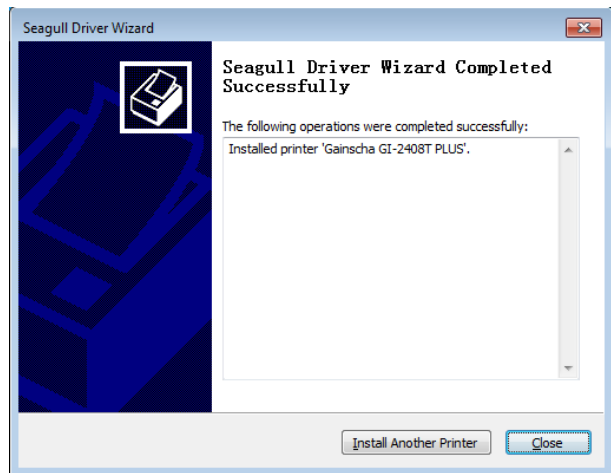 Seagull Driver Wizard
Seagull Driver Wizard Completed
Successfully
The following operations were completed successfully:
Installed printer 'Gainscha GI-2408T PLUS'.
Install Another Printer
Close